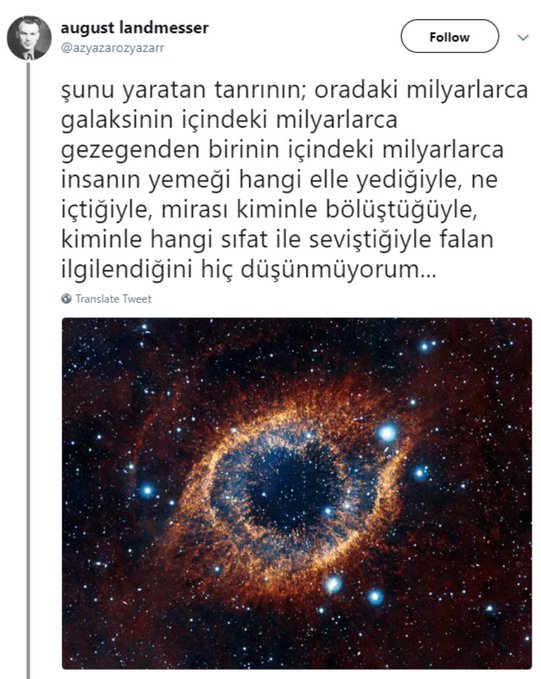 august landmesser
@azyazarozyazarr
Follow
şunu yaratan tanrının; oradaki milyarlarca
galaksinin içindeki milyarlarca
gezegenden birinin içindeki milyarlarca
insanın yemeği hangi elle yediğiyle, ne
içtiğiyle, mirası kiminle bölüştüğüyle,
kiminle hangi sıfat ile seviştiğiyle falan
ilgilendiğini hiç düşünmüyorum...
Translate Tweet